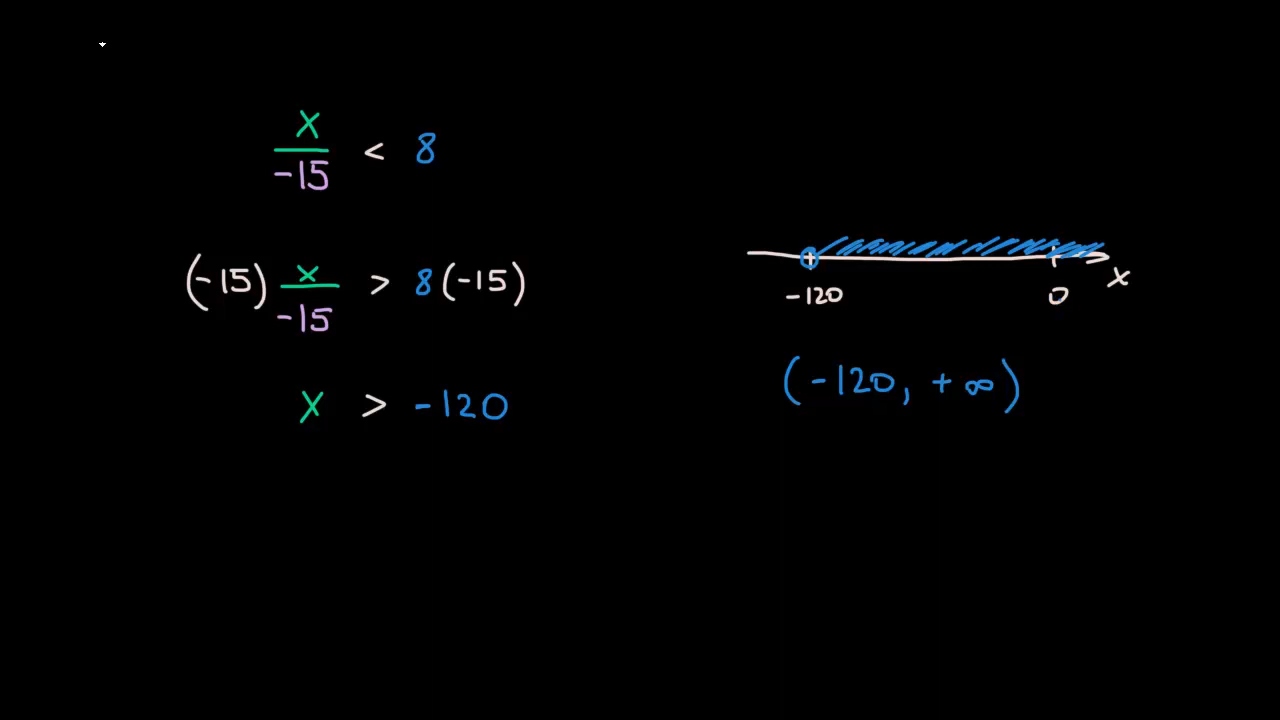 x/-15 < 8
(-15) x/-15 > 8 (-15)
x > -120
-120 0 x
(-120, +∞)